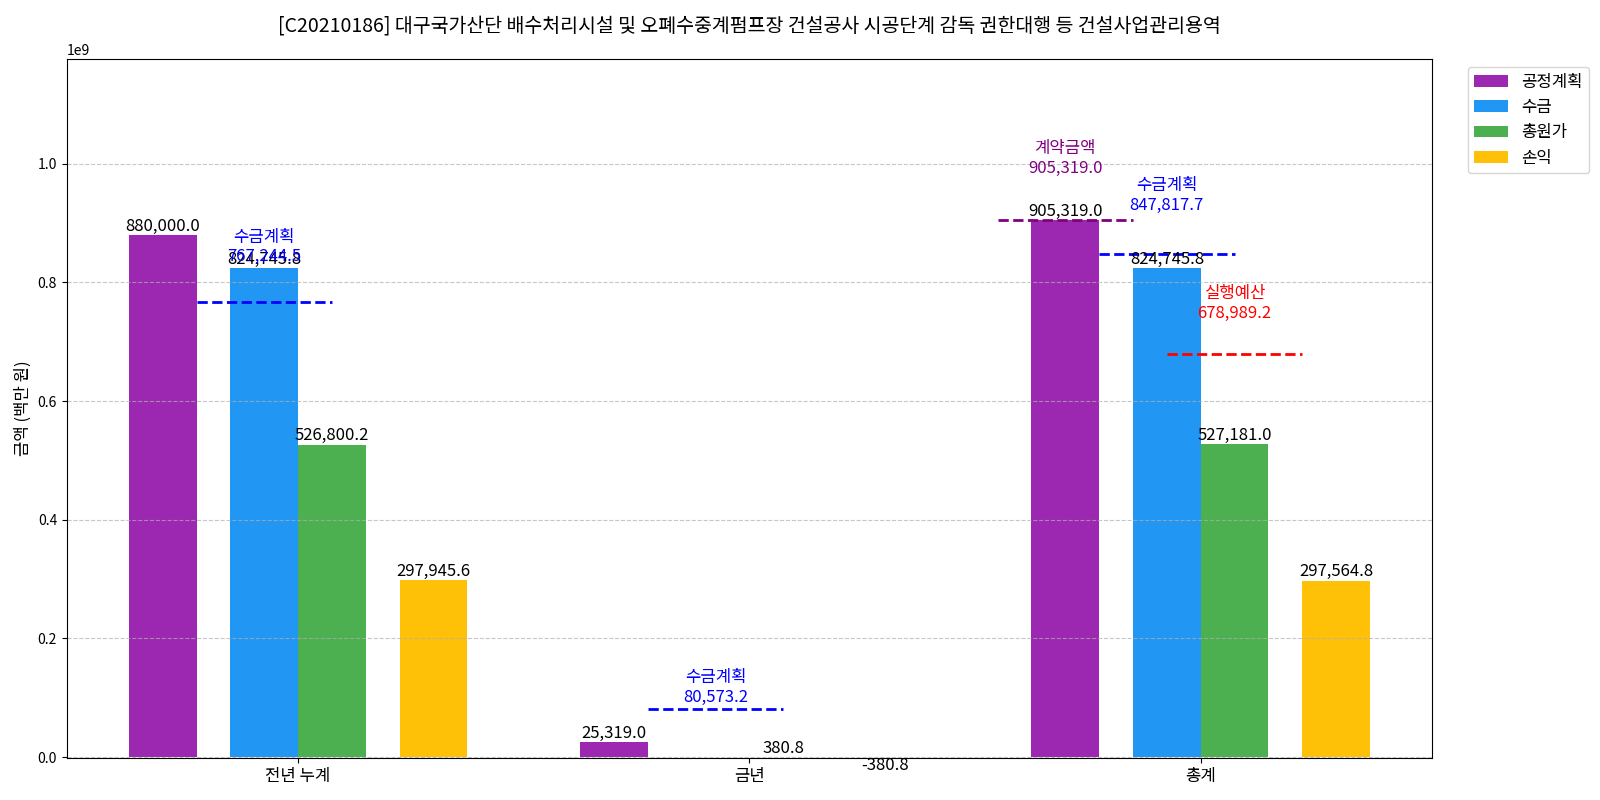 [C20210186] 대구국가산단 배수처리시설 및 오폐수중계펌프장 건설공사 시공단계 감독 권한대행 등 건설사업관리용역
1e9
공정계획
수금
총원가
손익
계약금액
905,319.0
수금계획
847,817.7
905,319.0
880,000.0
수금계획
767,244.5
824,745.8
824,745.8
실행예산
678,989.2
526,800.2
527,181.0
297,945.6
297,564.8
수금계획
80,573.2
25,319.0
380.8
-380.8
1.0
0.8
0.6
0.4
0.2
0.0
금액 (백만 원)
전년 누계
금년
총계